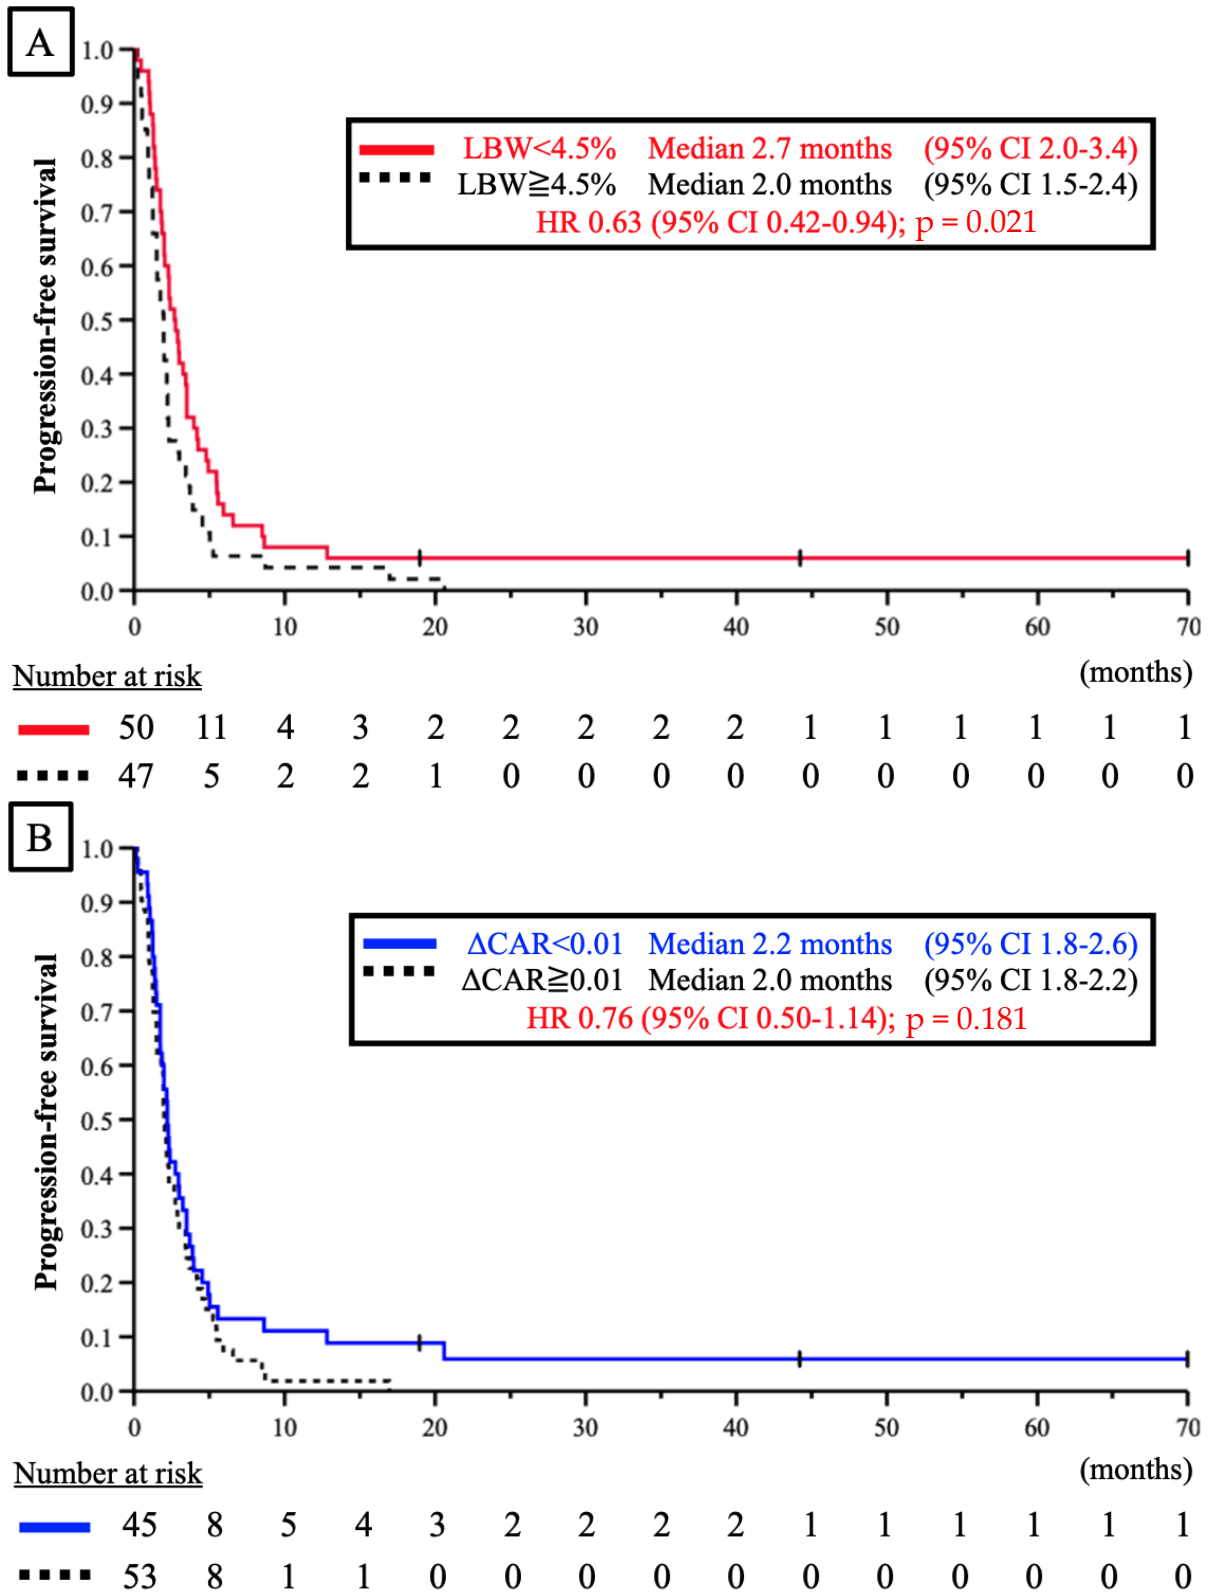 A
1.0
0.9
0.8
0.7
0.6
0.5
0.4
0.3
0.2
0.1
0.0
Progression-free survival
LBW<4.5% Median 2.7 months (95% CI 2.0-3.4)
LBW≧4.5% Median 2.0 months (95% CI 1.5-2.4)
HR 0.63 (95% CI 0.42-0.94); p = 0.021
0 10 20 30 40 50 60 70
(months)
Number at risk
50 11 4 3 2 2 2 2 2 1 1 1 1 1 1
47 5 2 2 1 0 0 0 0 0 0 0 0 0 0
B
1.0
0.9
0.8
0.7
0.6
0.5
0.4
0.3
0.2
0.1
0.0
Progression-free survival
ΔCAR<0.01 Median 2.2 months (95% CI 1.8-2.6)
ΔCAR≧0.01 Median 2.0 months (95% CI 1.8-2.2)
HR 0.76 (95% CI 0.50-1.14); p = 0.181
0 10 20 30 40 50 60 70
(months)
Number at risk
45 8 5 4 3 2 2 2 2 1 1 1 1 1 1
53 8 1 1 0 0 0 0 0 0 0 0 0 0 0